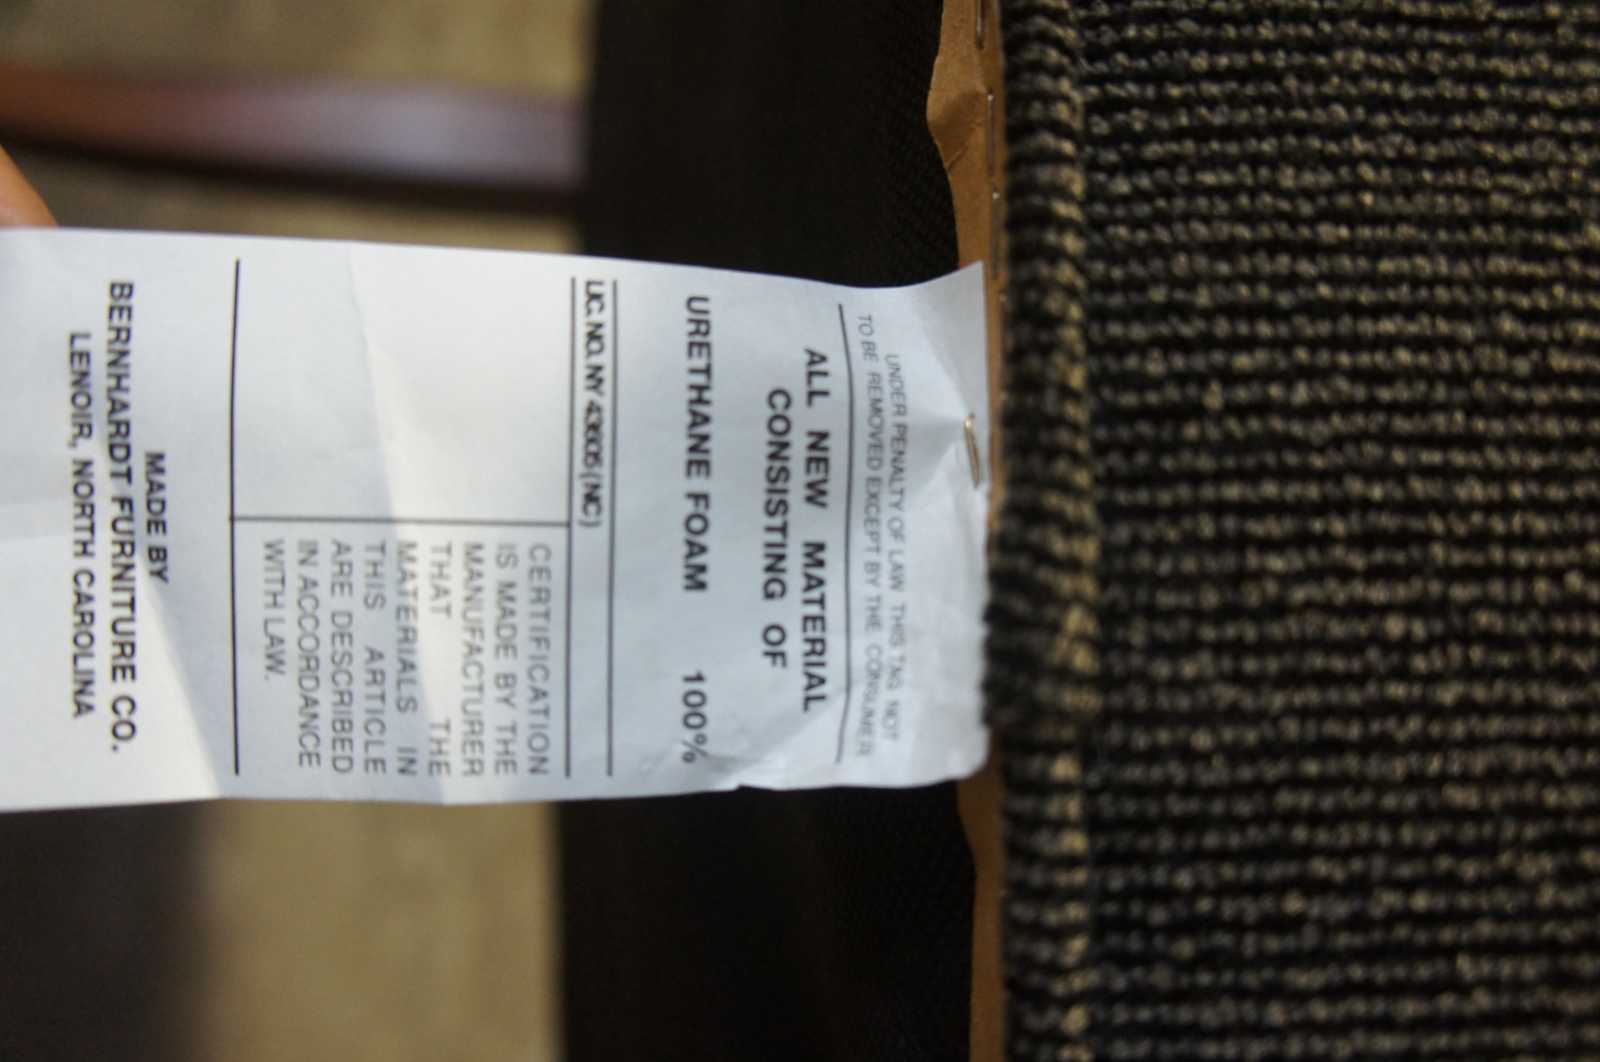 UNDER PENALTY OF LAW THIS TAG NOT
TO BE REMOVED EXCEPT BY THE CONSUMER
ALL NEW MATERIAL
CONSISTING OF
URETHANE FOAM 100%
LIC. NO. NY 43605 (NC)
CERTIFICATION
IS MADE BY THE
MANUFACTURER
THAT THE
MATERIALS IN
THIS ARTICLE
ARE DESCRIBED
IN ACCORDANCE
WITH LAW.
MADE BY
BERNHARDT FURNITURE CO.
LENOIR, NORTH CAROLINA